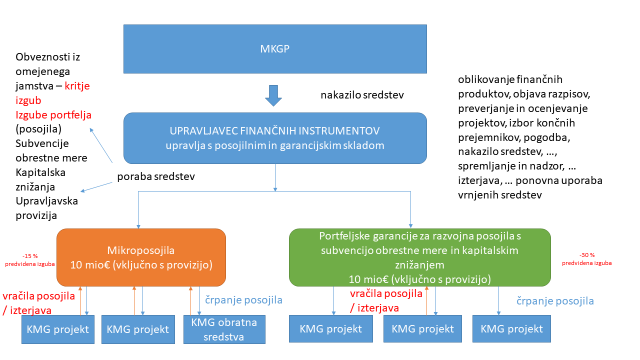 MKGP
Obveznosti iz
omejenega
jamstva – kritje
izgub
Izgube portfelja
(posojila)
Subvencije
obrestne mere
Kapitalska
znižanja
Upravljavska
provizija
nakazilo sredstev
oblikovanje finančnih
produktov, objava razpisov,
preverjanje in ocenjevanje
projektov, izbor končnih
prejemnikov, pogodba,
nakazilo sredstev, …,
spremljanje in nadzor, …
izterjava, … ponovna uporaba
vrnjenih sredstev
UPRAVLJAVEC FINANČNIH INSTRUMENTOV
upravlja s posojilnim in garancijskim skladom
poraba sredstev
-15 %
predvidena izguba
Mikroposojila
10 mio€ (vključno s provizijo)
Portfeljske garancije za razvojna posojila s
subvencijo obrestne mere in kapitalskim
znižanjem
10 mio€ (vključno s provizijo)
-30 %
predvidena izguba
vračila posojila
/ izterjava
črpanje posojila
vračila posojila
/ izterjava
črpanje posojila
KMG projekt
KMG projekt
KMG obratna
sredstva
KMG projekt
KMG projekt
KMG projekt